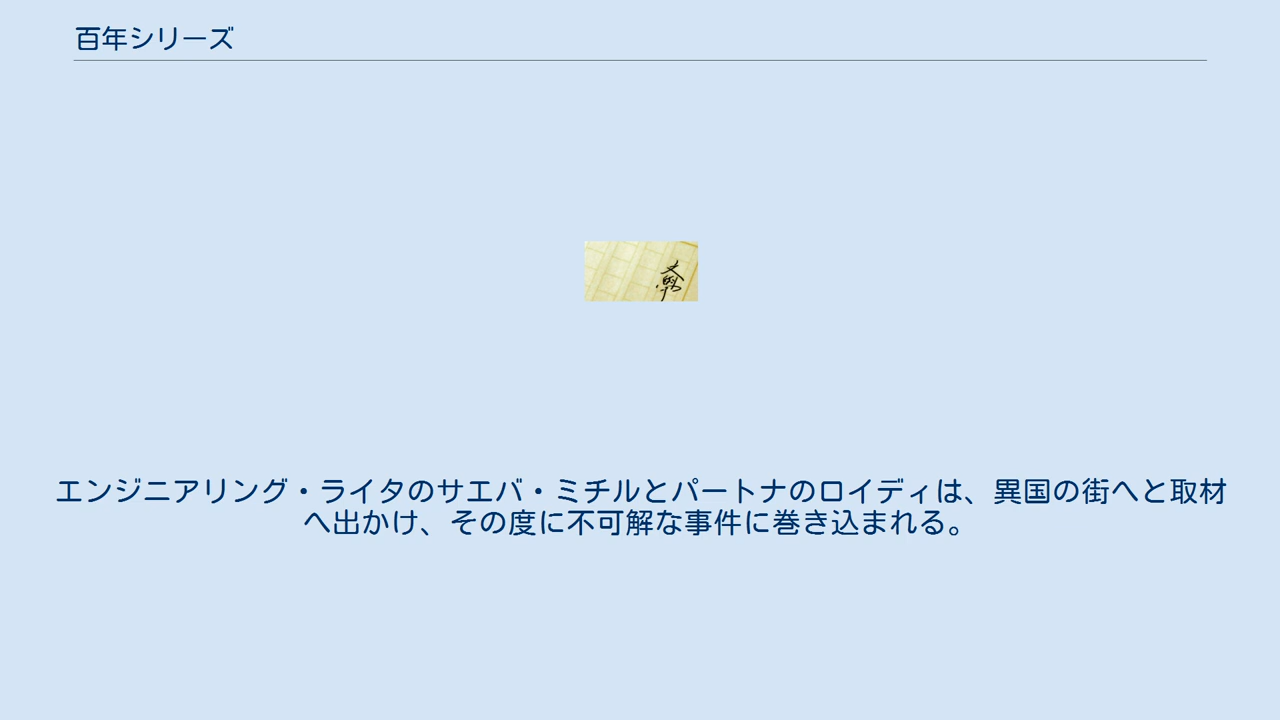 百年シリーズ
エンジニアリング・ライタのサエバ・ミチルとパートナのロイディは、異国の街へと取材
へ出かけ、その度に不可解な事件に巻き込まれる。